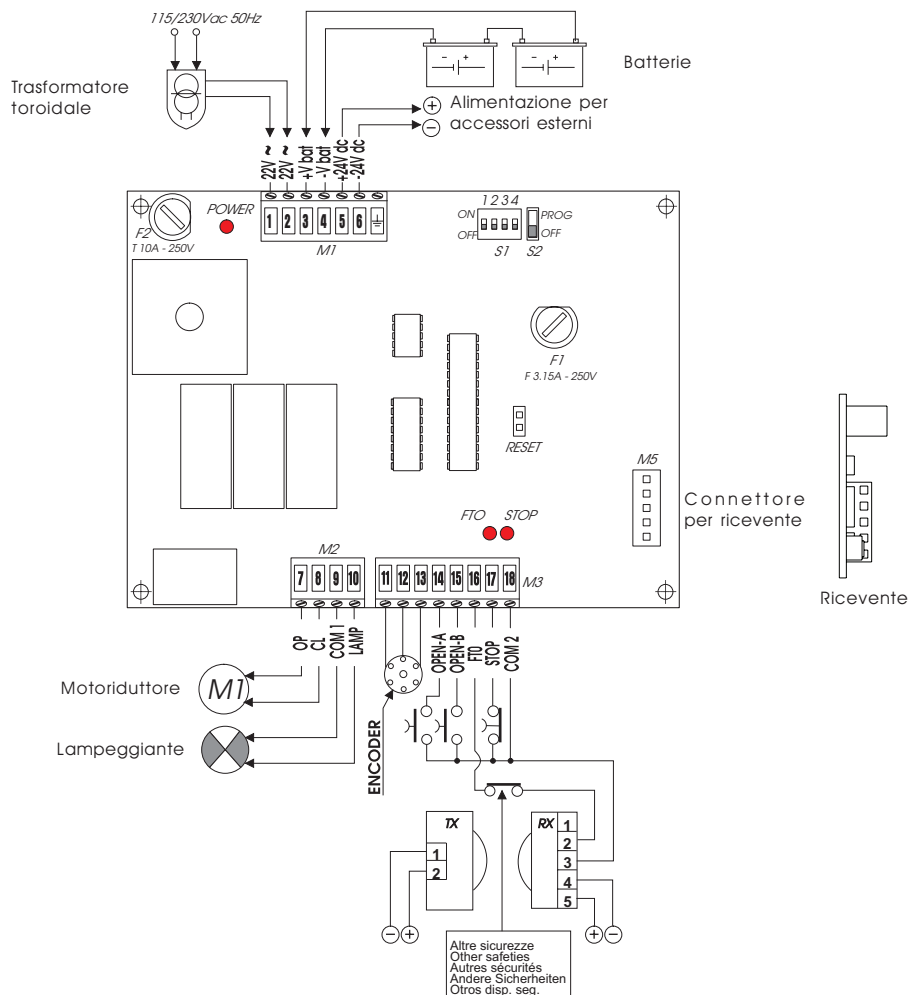 115/230Vac 50Hz
Trasformatore
toroidale
Batterie
Alimentazione per
accessori esterni
- +
- +
+
-
22V ~
22V ~
+V bat
-V bat
+24V dc
-24V dc
1 2 3 4 5 6
M1
F2
T 10A - 250V
POWER
1 2 3 4
ON
OFF
S1
PROG
OFF
S2
F1
F 3.15A - 250V
RESET
M5
Connettore
per ricevente
Ricevente
FTO STOP
M2
7 8 9 10
11 12 13 14 15 16 17 18
M3
OP
CL
COM 1
LAMP
OPEN-A
OPEN-B
FTO
STOP
COM 2
Motoriduttore
M1
Lampeggiante
ENCODER
TX
1
2
- +
RX
1
2
3
4
5
+ -
Altre sicurezze
Other safeties
Autres sécurités
Andere Sicherheiten
Otros disp. seg.